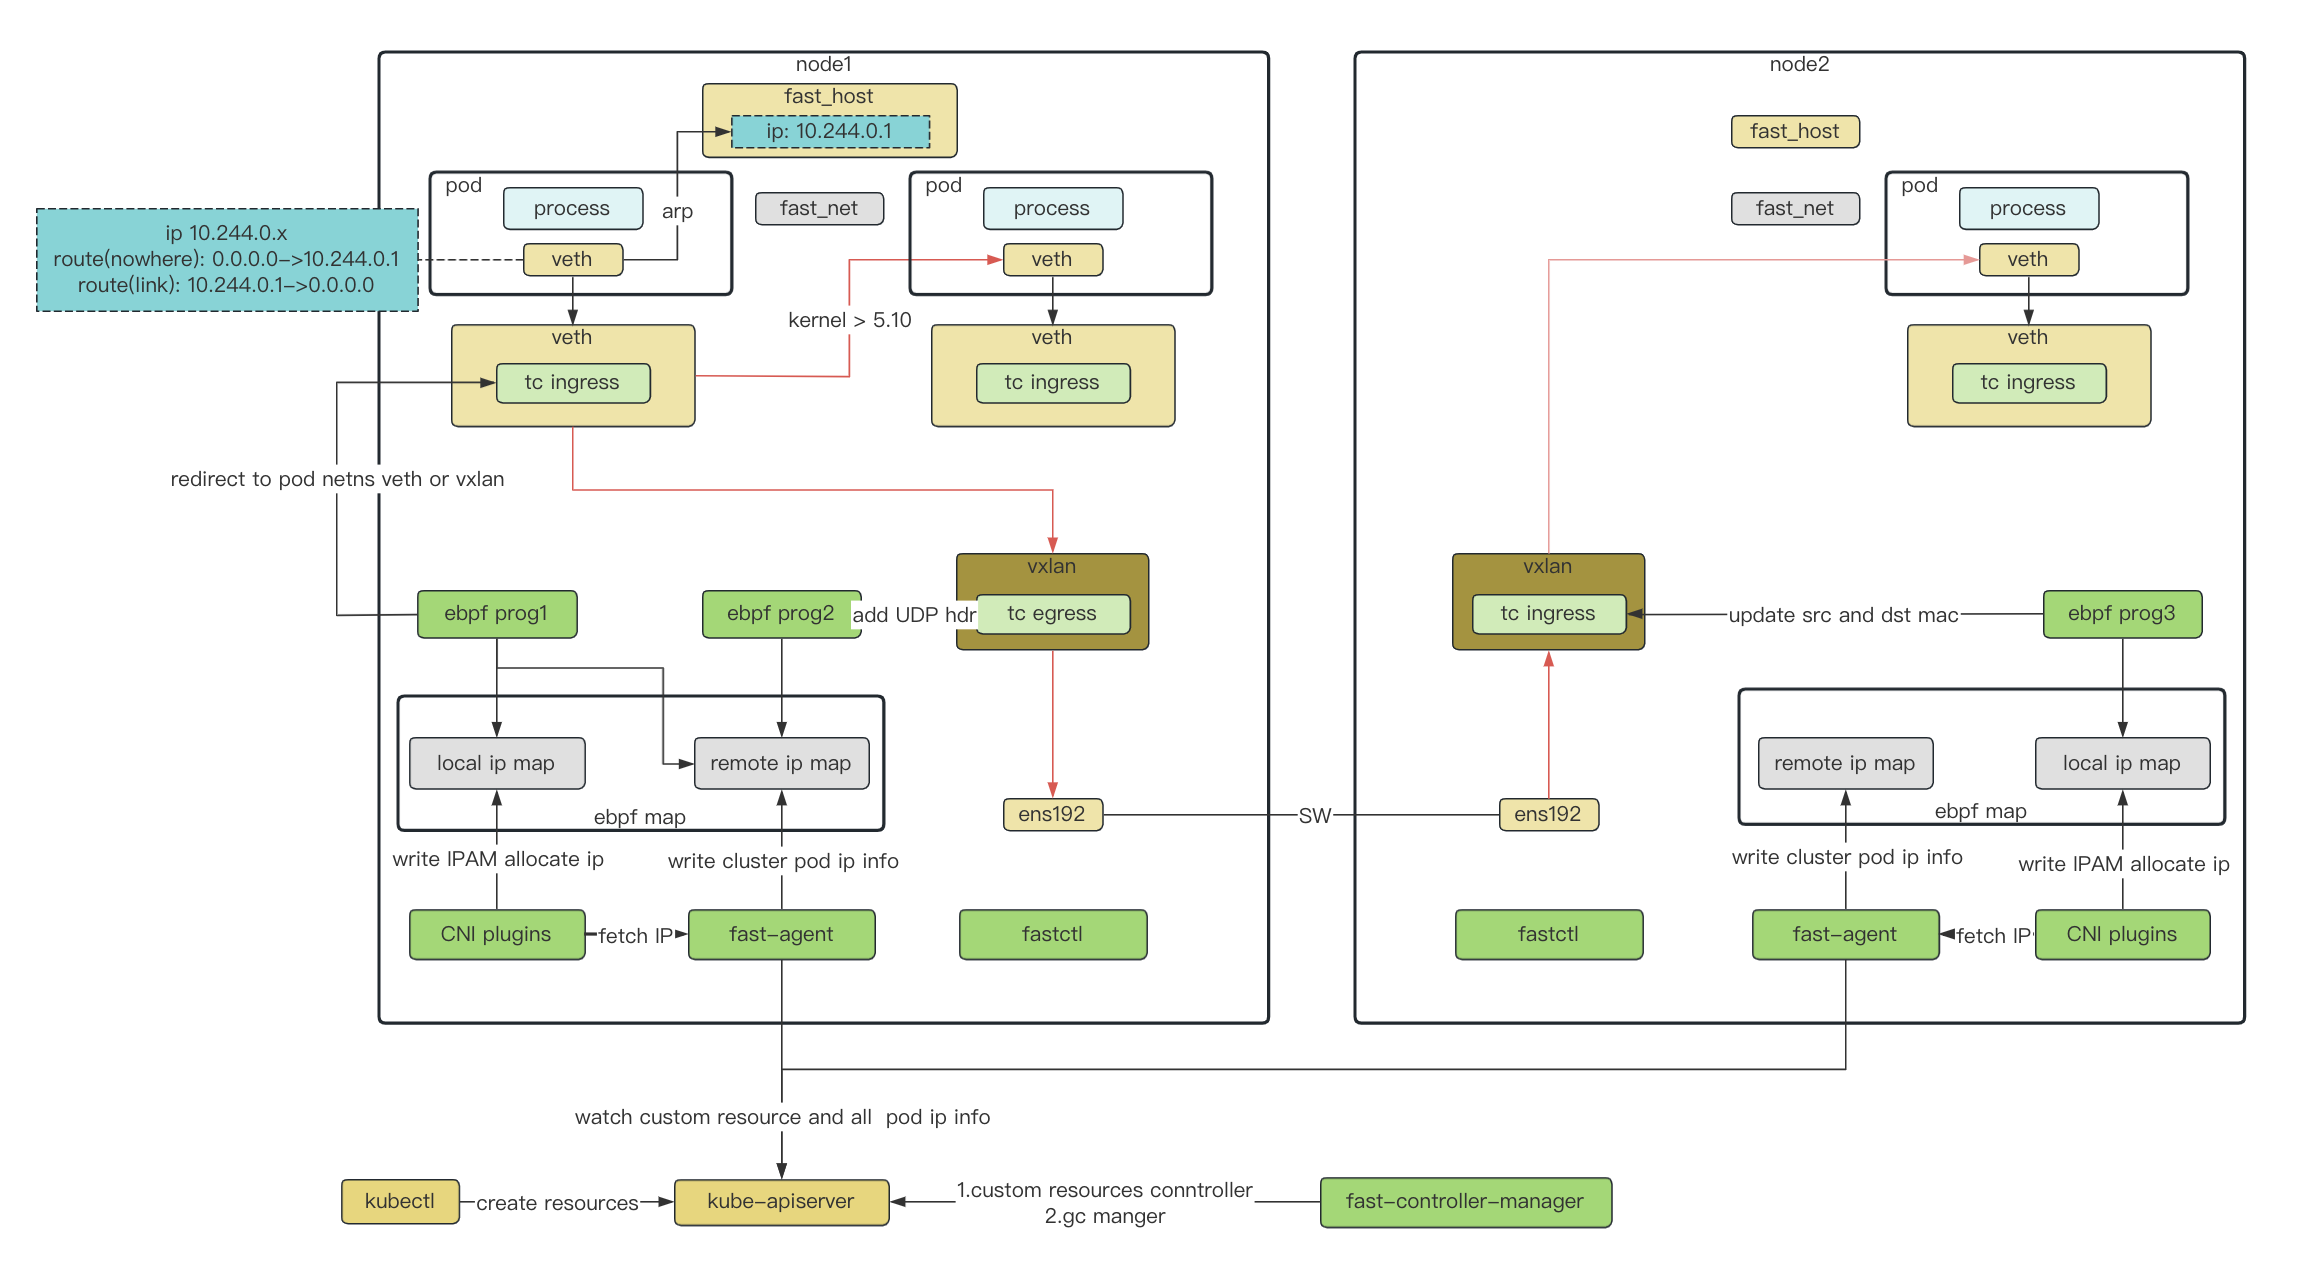 node1
fast_host
ip: 10.244.0.1
pod
process
arp
veth
fast_net
pod
process
veth
ip 10.244.0.x
route(nowhere): 0.0.0.0->10.244.0.1
route(link): 10.244.0.1->0.0.0.0
kernel > 5.10
veth
tc ingress
veth
tc ingress
redirect to pod netns veth or vxlan
vxlan
tc egress
ebpf prog1
ebpf prog2
add UDP hdr
local ip map
remote ip map
ebpf map
ens192
SW
write IPAM allocate ip
write cluster pod ip info
CNI plugins
fetch IP
fast-agent
fastctl
node2
fast_host
fast_net
pod
process
veth
veth
tc ingress
vxlan
tc ingress
update src and dst mac
ebpf prog3
remote ip map
local ip map
ebpf map
ens192
write cluster pod ip info
write IPAM allocate ip
fastctl
fast-agent
fetch IP
CNI plugins
watch custom resource and all  pod ip info
kubectl
create resources
kube-apiserver
1.custom resources conntroller
2.gc manger
fast-controller-manager